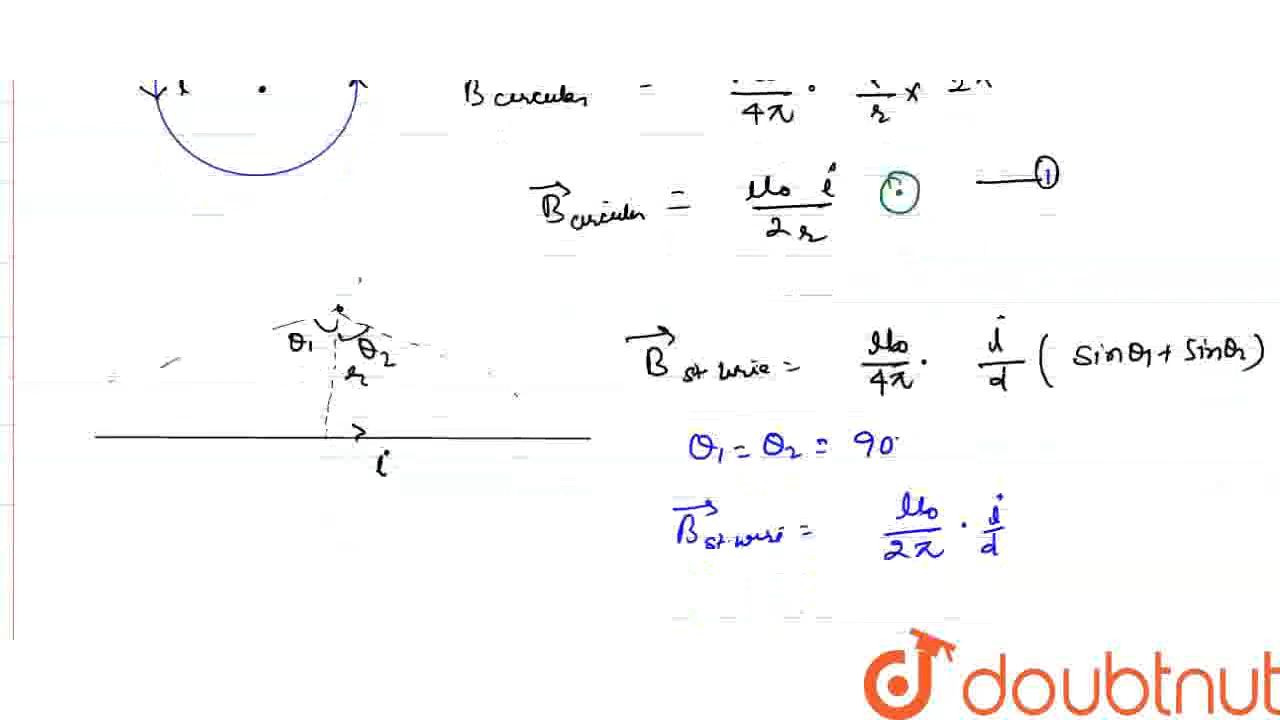 B circular = 4π · r × 2π
B circular = μ₀ i / 2r ⊙ —— 1
θ₁ θ₂
r
B st wire = μ₀/4π · i/d ( sinθ₁ + sinθ₂)
θ₁ = θ₂ = 90
i
B st wire = μ₀/2π · i/d
doubtnut